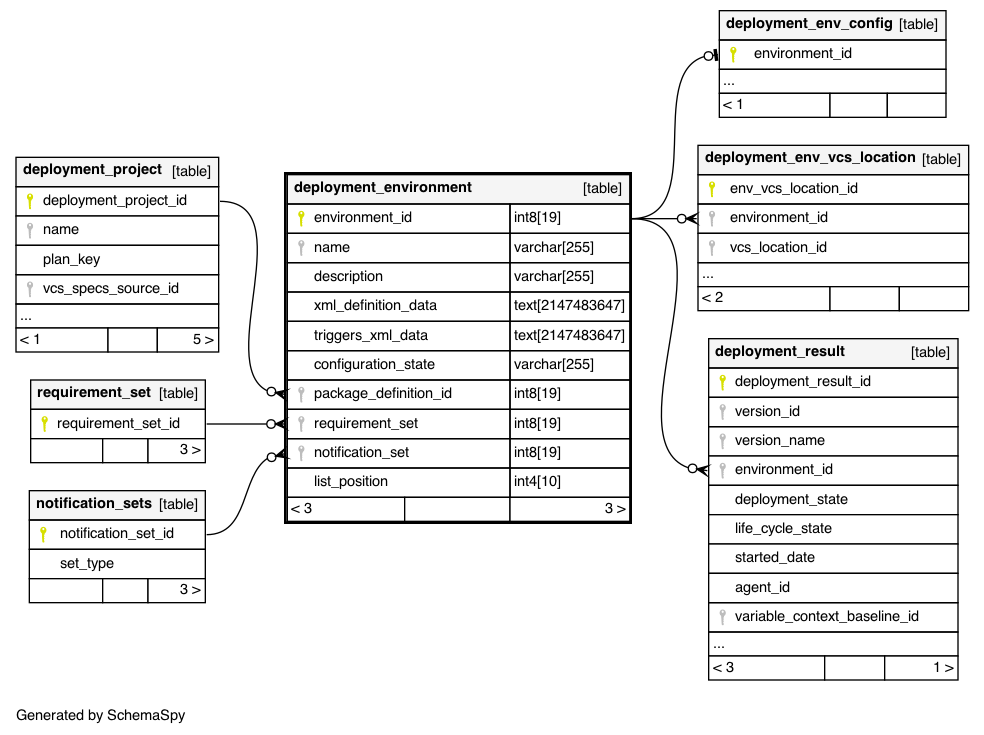 deployment_env_config [table]
environment_id
...
< 1
deployment_project [table]
deployment_project_id
name
plan_key
vcs_specs_source_id
...
< 1 5 >
requirement_set [table]
requirement_set_id
3 >
notification_sets [table]
notification_set_id
set_type
3 >
deployment_environment [table]
environment_id int8[19]
name varchar[255]
description varchar[255]
xml_definition_data text[2147483647]
triggers_xml_data text[2147483647]
configuration_state varchar[255]
package_definition_id int8[19]
requirement_set int8[19]
notification_set int8[19]
list_position int4[10]
< 3 3 >
deployment_env_vcs_location [table]
env_vcs_location_id
environment_id
vcs_location_id
...
< 2
deployment_result [table]
deployment_result_id
version_id
version_name
environment_id
deployment_state
life_cycle_state
started_date
agent_id
variable_context_baseline_id
...
< 3 1 >
Generated by SchemaSpy